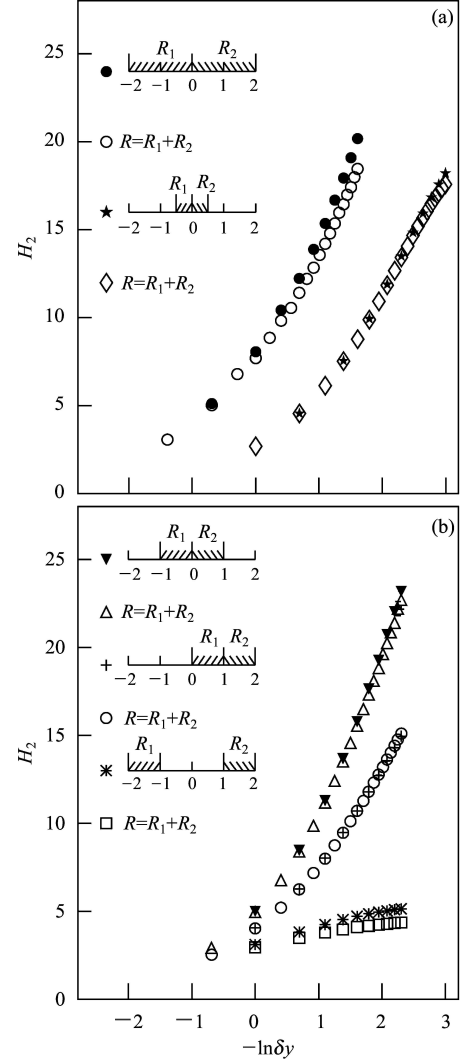 (a)
25
R₁ R₂
−2 −1 0 1 2
20
R=R₁+R₂
R₁ R₂
−2 −1 0 1 2
15
H₂
R=R₁+R₂
10
5
0
(b)
R₁ R₂
−2 −1 0 1 2
25
R=R₁+R₂
R₁ R₂
20
−2 −1 0 1 2
R=R₁+R₂
15
H₂
R₁ R₂
−2 −1 0 1 2
R=R₁+R₂
10
5
0
−2 −1 0 1 2 3
−lnδy